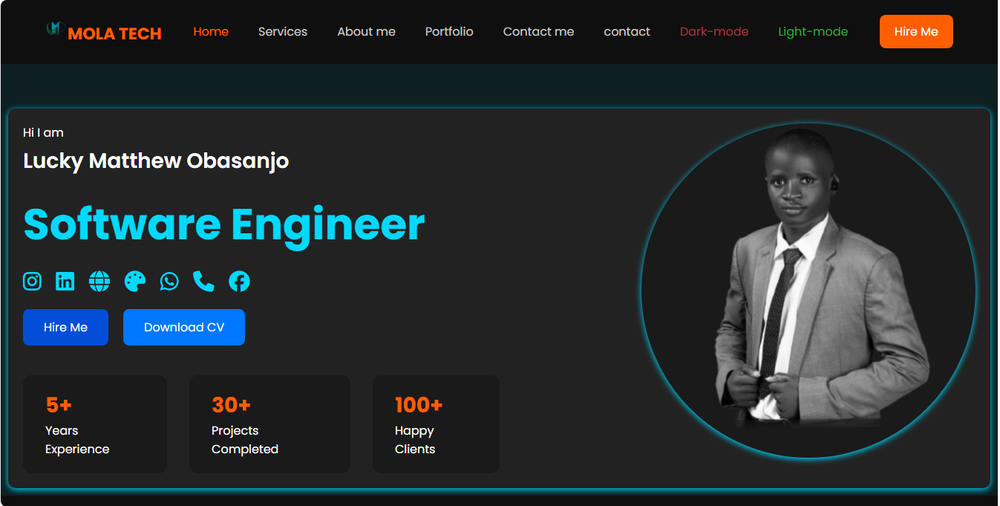 MOLA TECH
Home
Services
About me
Portfolio
Contact me
contact
Dark-mode
Light-mode
Hire Me
Hi I am
Lucky Matthew Obasanjo
Software Engineer
Hire Me
Download CV
5+
Years
Experience
30+
Projects
Completed
100+
Happy
Clients